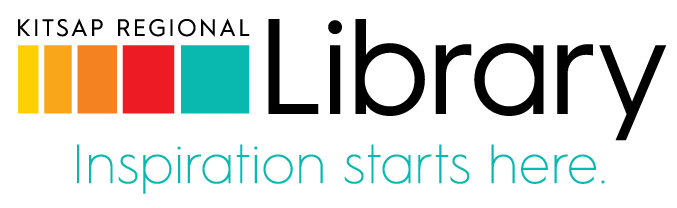 KITSAP REGIONAL
Library
Inspiration starts here.